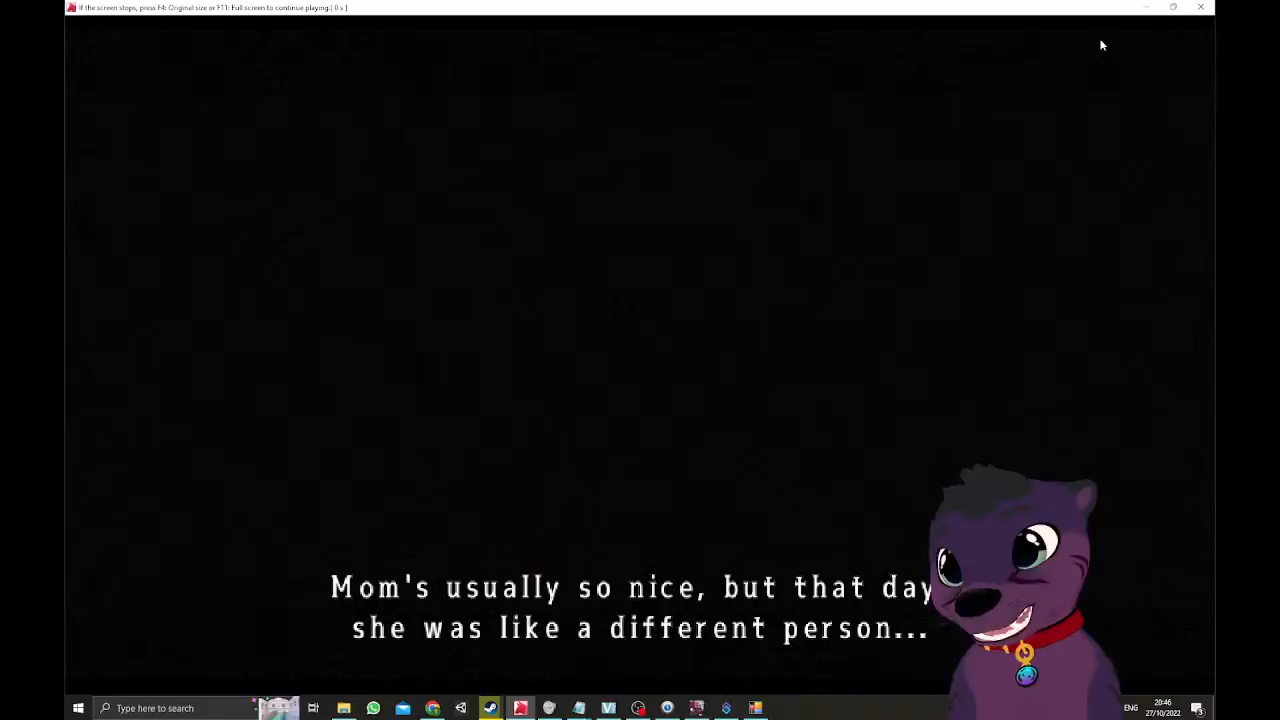 If the screen stops, press F4: Original size or F11: Full screen to continue playing.[ 0 s ]
Mom's usually so nice, but that day
she was like a different person...
Type here to search
ENG
20:46
27/10/2022